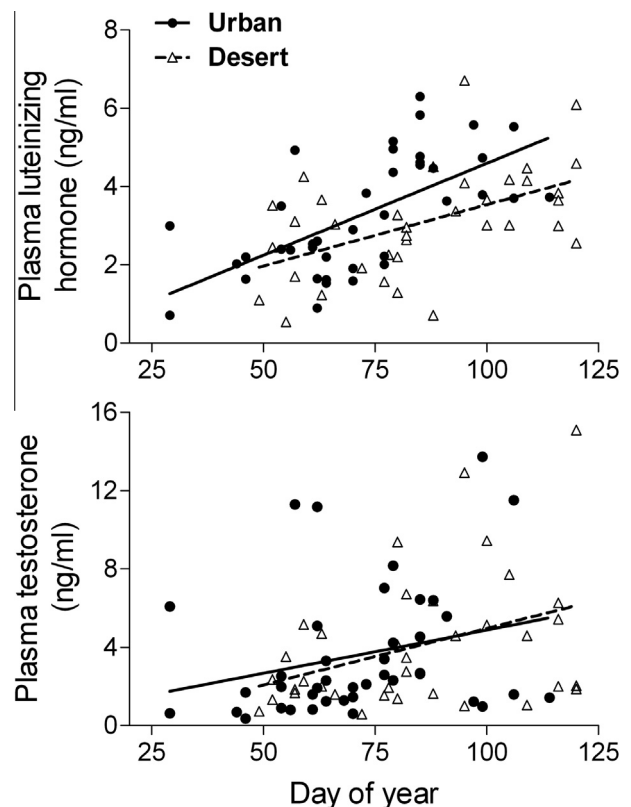 Urban
Desert
Plasma luteinizing
hormone (ng/ml)
8
6
4
2
0
25 50 75 100 125
Plasma testosterone
(ng/ml)
16
12
8
4
0
25 50 75 100 125
Day of year